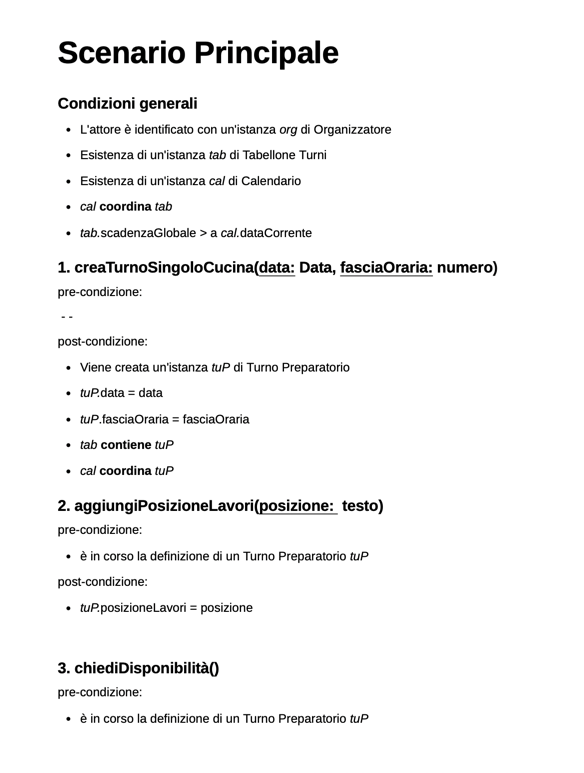 Scenario Principale
Condizioni generali
• L'attore è identificato con un'istanza org di Organizzatore
• Esistenza di un'istanza tab di Tabellone Turni
• Esistenza di un'istanza cal di Calendario
• cal coordina tab
• tab.scadenzaGlobale > a cal.dataCorrente
1. creaTurnoSingoloCucina(data: Data, fasciaOraria: numero)
pre-condizione:
- -
post-condizione:
• Viene creata un'istanza tuP di Turno Preparatorio
• tuP.data = data
• tuP.fasciaOraria = fasciaOraria
• tab contiene tuP
• cal coordina tuP
2. aggiungiPosizioneLavori(posizione:  testo)
pre-condizione:
• è in corso la definizione di un Turno Preparatorio tuP
post-condizione:
• tuP.posizioneLavori = posizione
3. chiediDisponibilità()
pre-condizione:
• è in corso la definizione di un Turno Preparatorio tuP